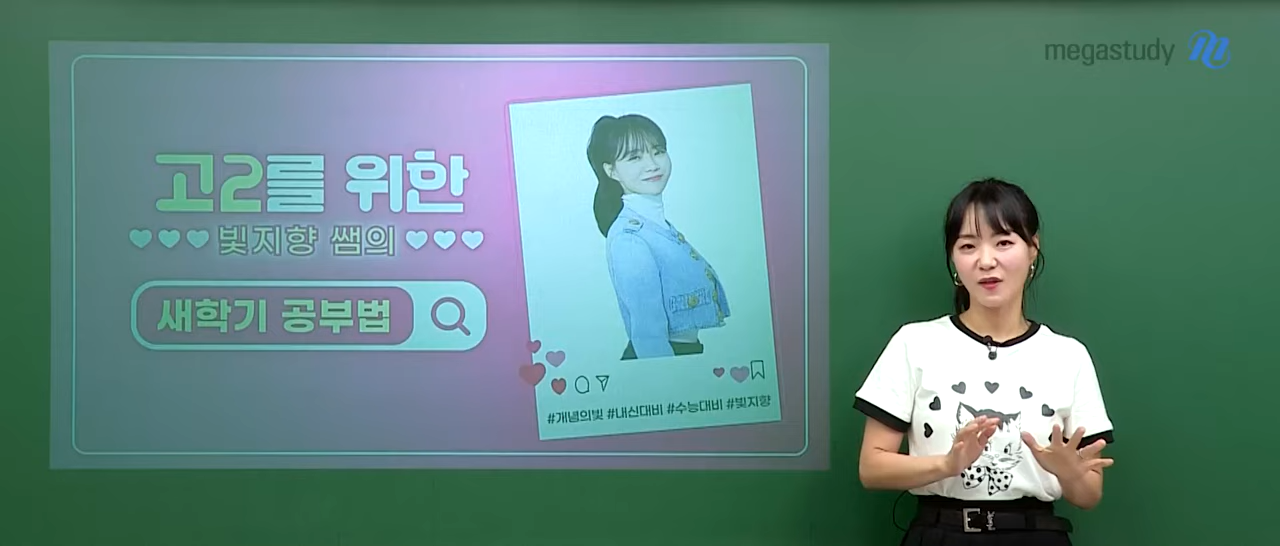 megastudy
고2를 위한
빛지향 쌤의
새학기 공부법
#개념의빛 #내신대비 #수능대비 #빛지향